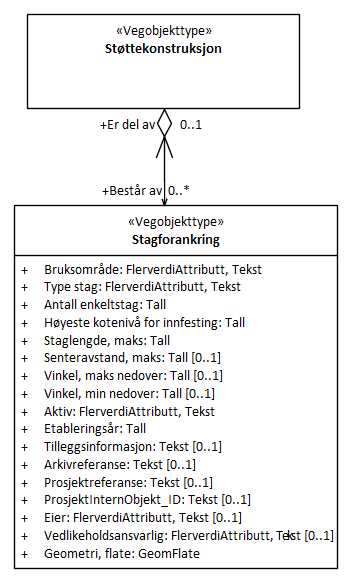 «Vegobjekttype»
Støttekonstruksjon
+Er del av 0..1
+Består av 0..*
«Vegobjekttype»
Stagforankring
+ Bruksområde: FlerverdiAttributt, Tekst
+ Type stag: FlerverdiAttributt, Tekst
+ Antall enkeltstag: Tall
+ Høyeste kotenivå for innfesting: Tall
+ Staglengde, maks: Tall
+ Senteravstand, maks: Tall [0..1]
+ Vinkel, maks nedover: Tall [0..1]
+ Vinkel, min nedover: Tall [0..1]
+ Aktiv: FlerverdiAttributt, Tekst
+ Etableringsår: Tall
+ Tilleggsinformasjon: Tekst [0..1]
+ Arkivreferanse: Tekst [0..1]
+ Prosjektreferanse: Tekst [0..1]
+ ProsjektInternObjekt_ID: Tekst [0..1]
+ Eier: FlerverdiAttributt, Tekst [0..1]
+ Vedlikeholdsansvarlig: FlerverdiAttributt, Tekst [0..1]
+ Geometri, flate: GeomFlate